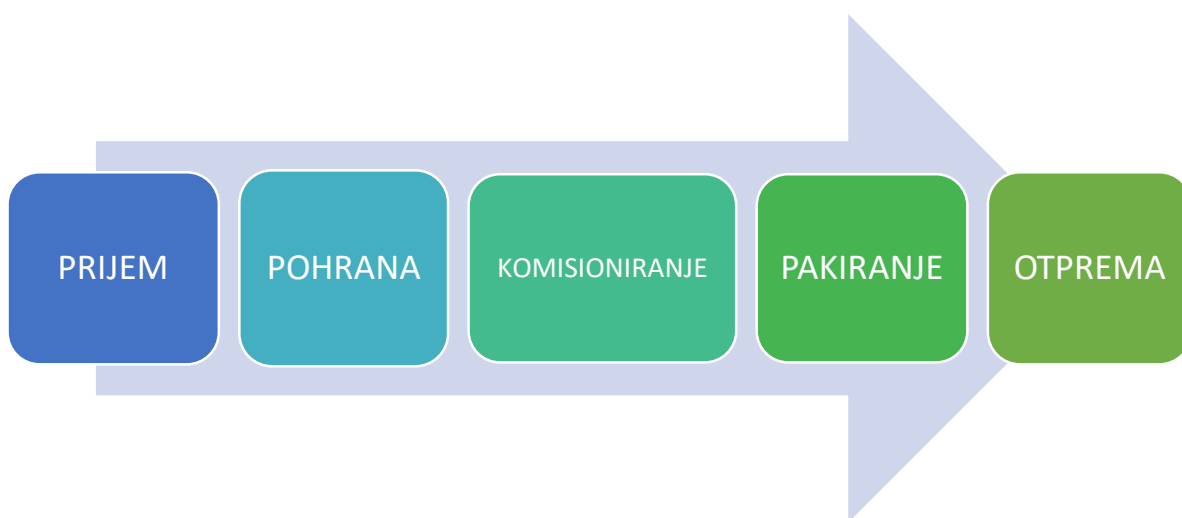 PRIJEM
POHRANA
KOMISIONIRANJE
PAKIRANJE
OTPREMA